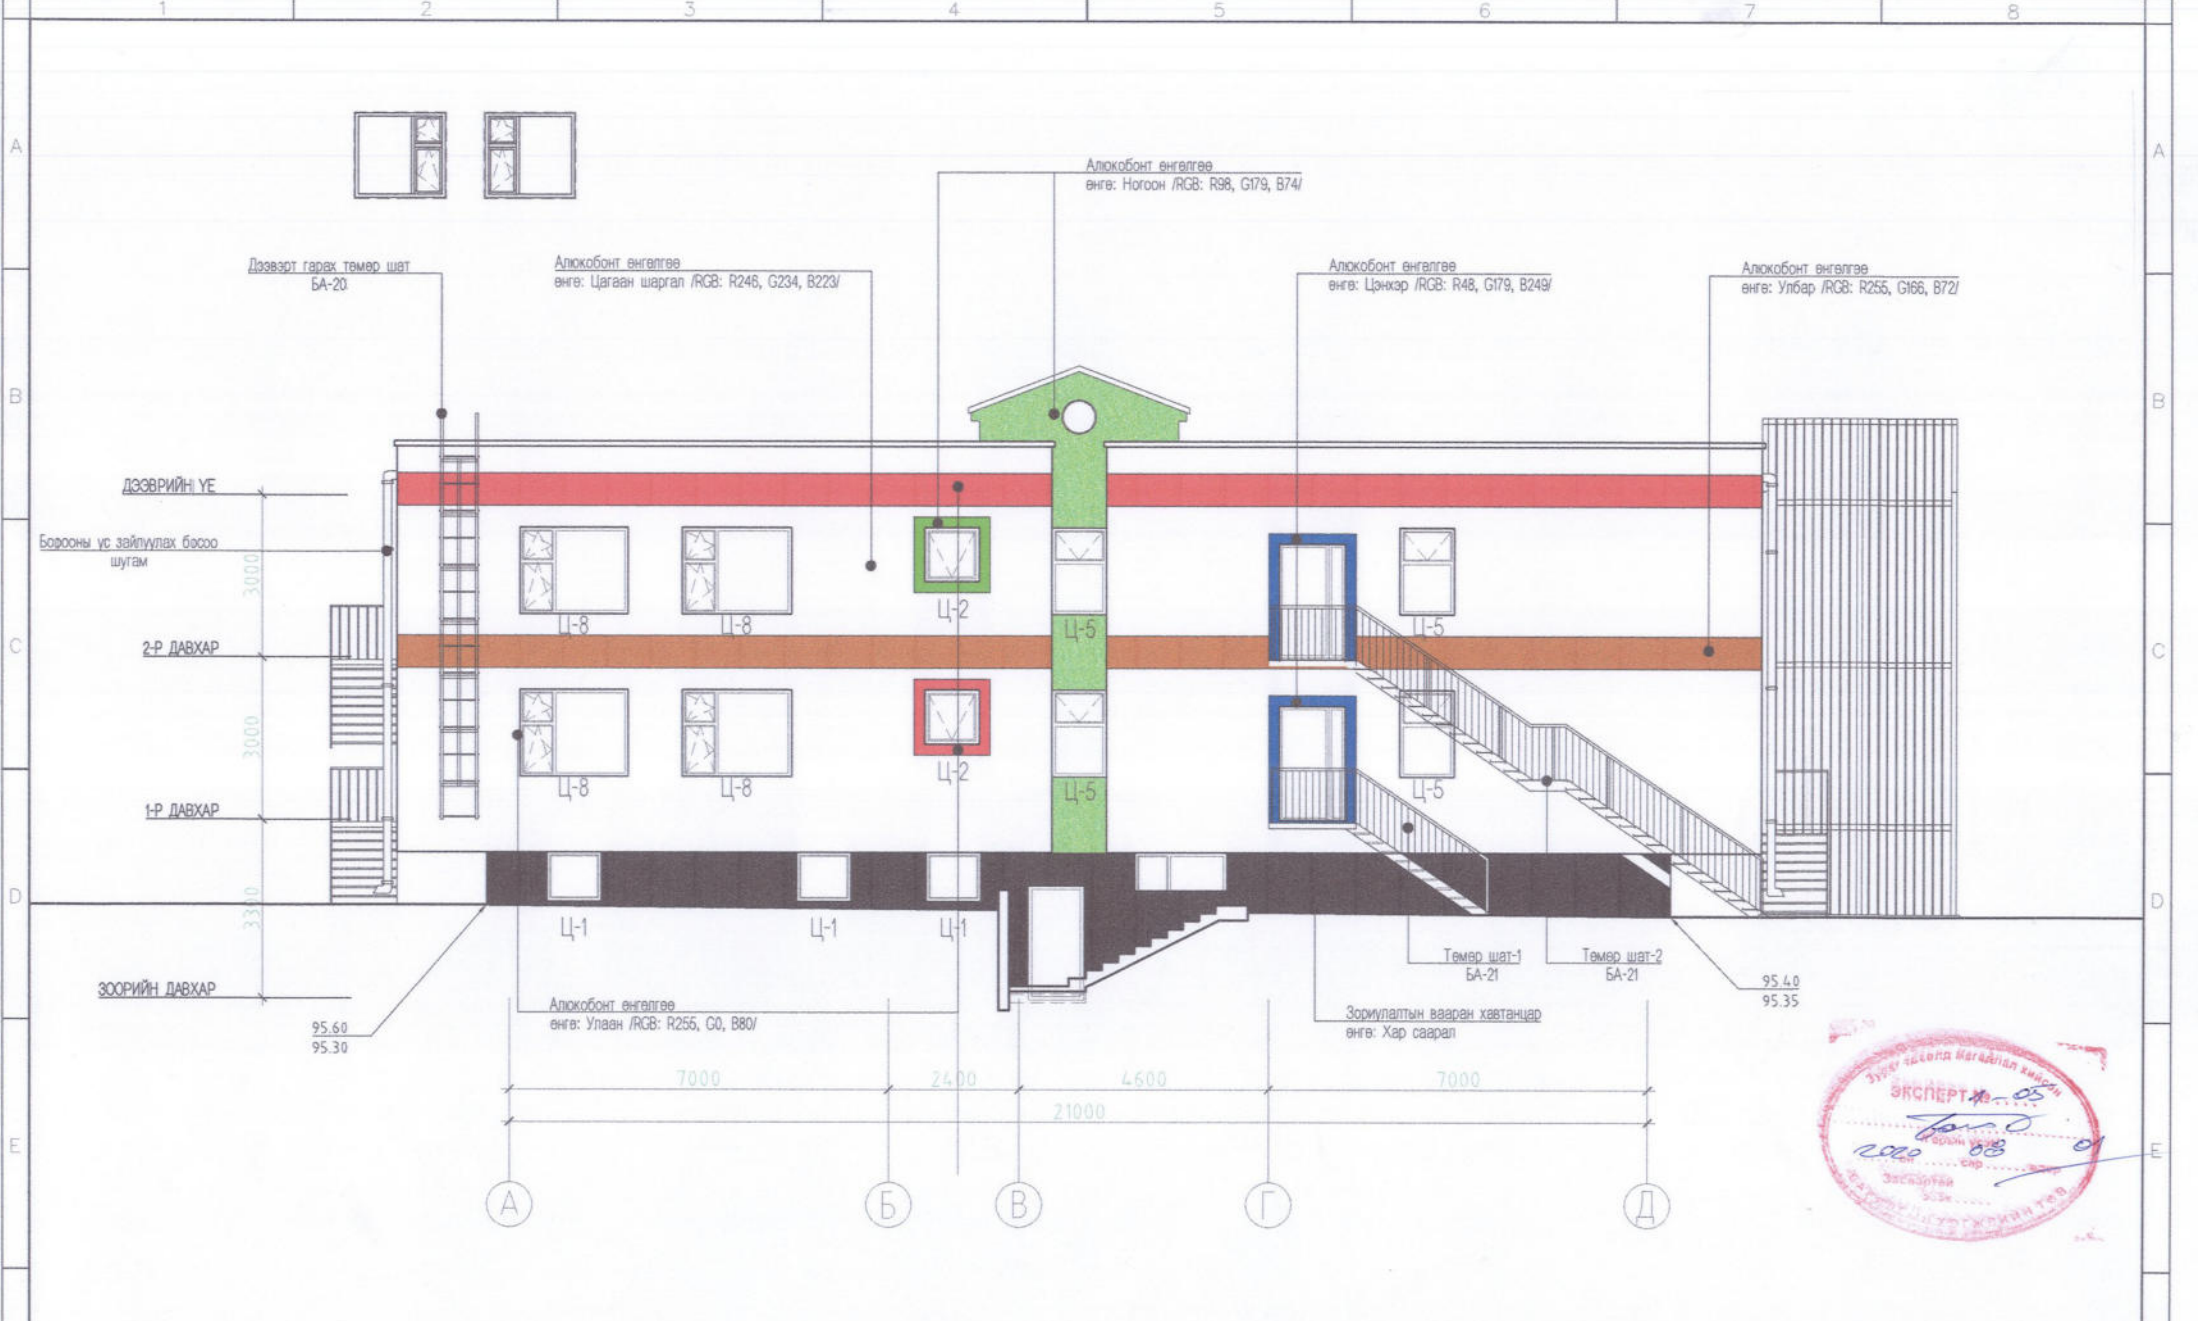 1 2 3 4 5 6 7 8
A A
Алюкобонт өнгөлгөө
өнгө: Ногоон /RGB: R98, G179, B74/
Дээвэрт гарах төмөр шат
БА-20
Алюкобонт өнгөлгөө
өнгө: Цагаан шаргал /RGB: R246, G234, B223/
Алюкобонт өнгөлгөө
өнгө: Цэнхэр /RGB: R48, G179, B249/
Алюкобонт өнгөлгөө
өнгө: Улбар /RGB: R255, G166, B72/
B B
ДЭЭВРИЙН ҮЕ
Борооны ус зайлуулах босоо
шугам
3000
Ц-8 Ц-8 Ц-2 Ц-5 Ц-5
2-Р ДАВХАР
C C
3000
Ц-8 Ц-8 Ц-2 Ц-5 Ц-5
1-Р ДАВХАР
D D
3300
Ц-1 Ц-1 Ц-1
Төмөр шат-1
БА-21
Төмөр шат-2
БА-21
ЗООРИЙН ДАВХАР
95.40
95.35
Алюкобонт өнгөлгөө
өнгө: Улаан /RGB: R255, G0, B80/
Зориулалтын вааран хавтанцар
өнгө: Хар саарал
95.60
95.30
7000 2400 4600 7000
21000
E E
А Б В Г Д
ЭКСПЕРТ №
05
2020 08 01